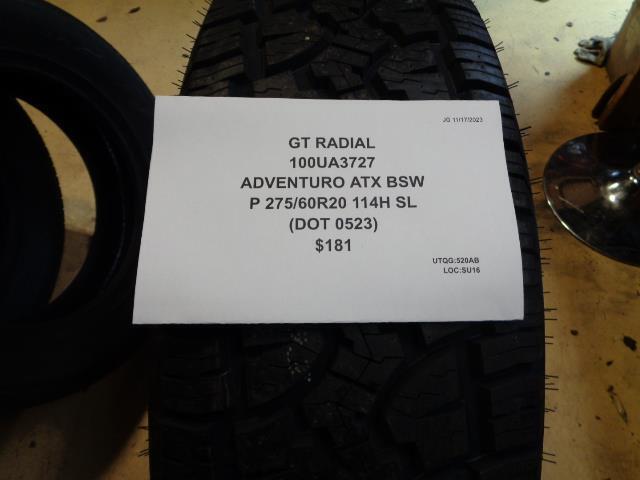 JG 11/17/2023
GT RADIAL
100UA3727
ADVENTURO ATX BSW
P 275/60R20 114H SL
(DOT 0523)
$181
UTQG:520AB
LOC:SU16